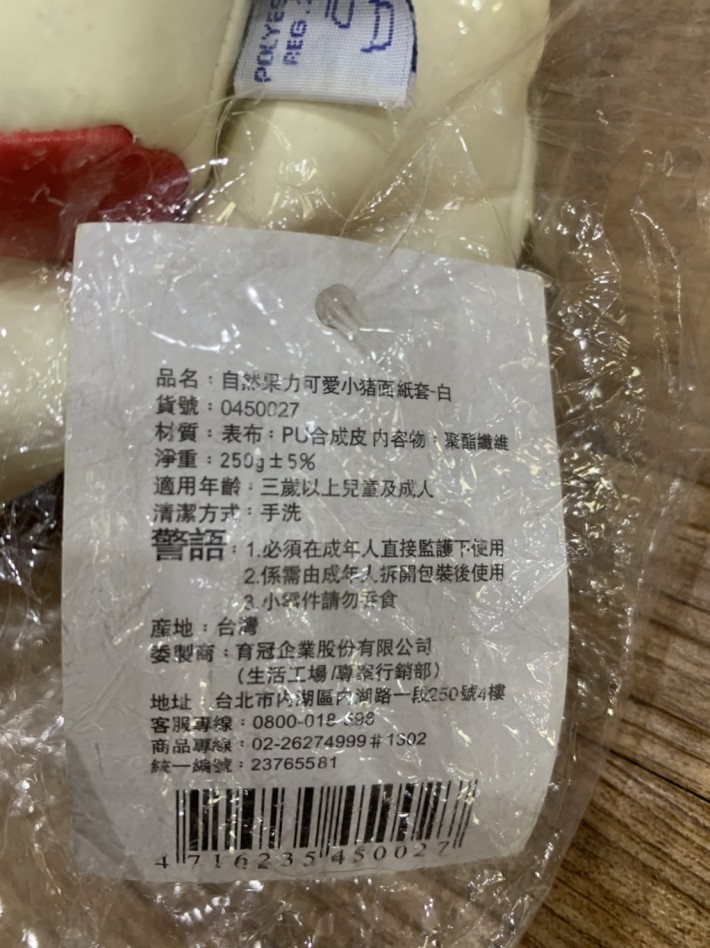 POLYES
REG.
品名：自然果力可愛小猪面紙套-白
貨號：0450027
材質：表布：PU合成皮 內容物：聚酯纖維
淨重：250g±5%
適用年齡：三歲以上兒童及成人
清潔方式：手洗
警語：1.必須在成年人直接監護下使用
2.係需由成年人拆開包裝後使用
3.小零件請勿吞食
產地：台灣
委製商：育冠企業股份有限公司
(生活工場/專案行銷部)
地址：台北市內湖區內湖路一段250號4樓
客服專線：0800-018-898
商品專線：02-26274999＃1302
統一編號：23765581
4 716235 450027